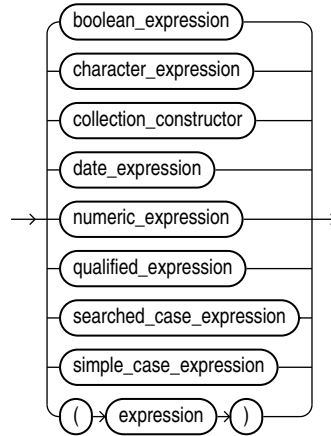 boolean_expression
character_expression
collection_constructor
date_expression
numeric_expression
qualified_expression
searched_case_expression
simple_case_expression
( expression )